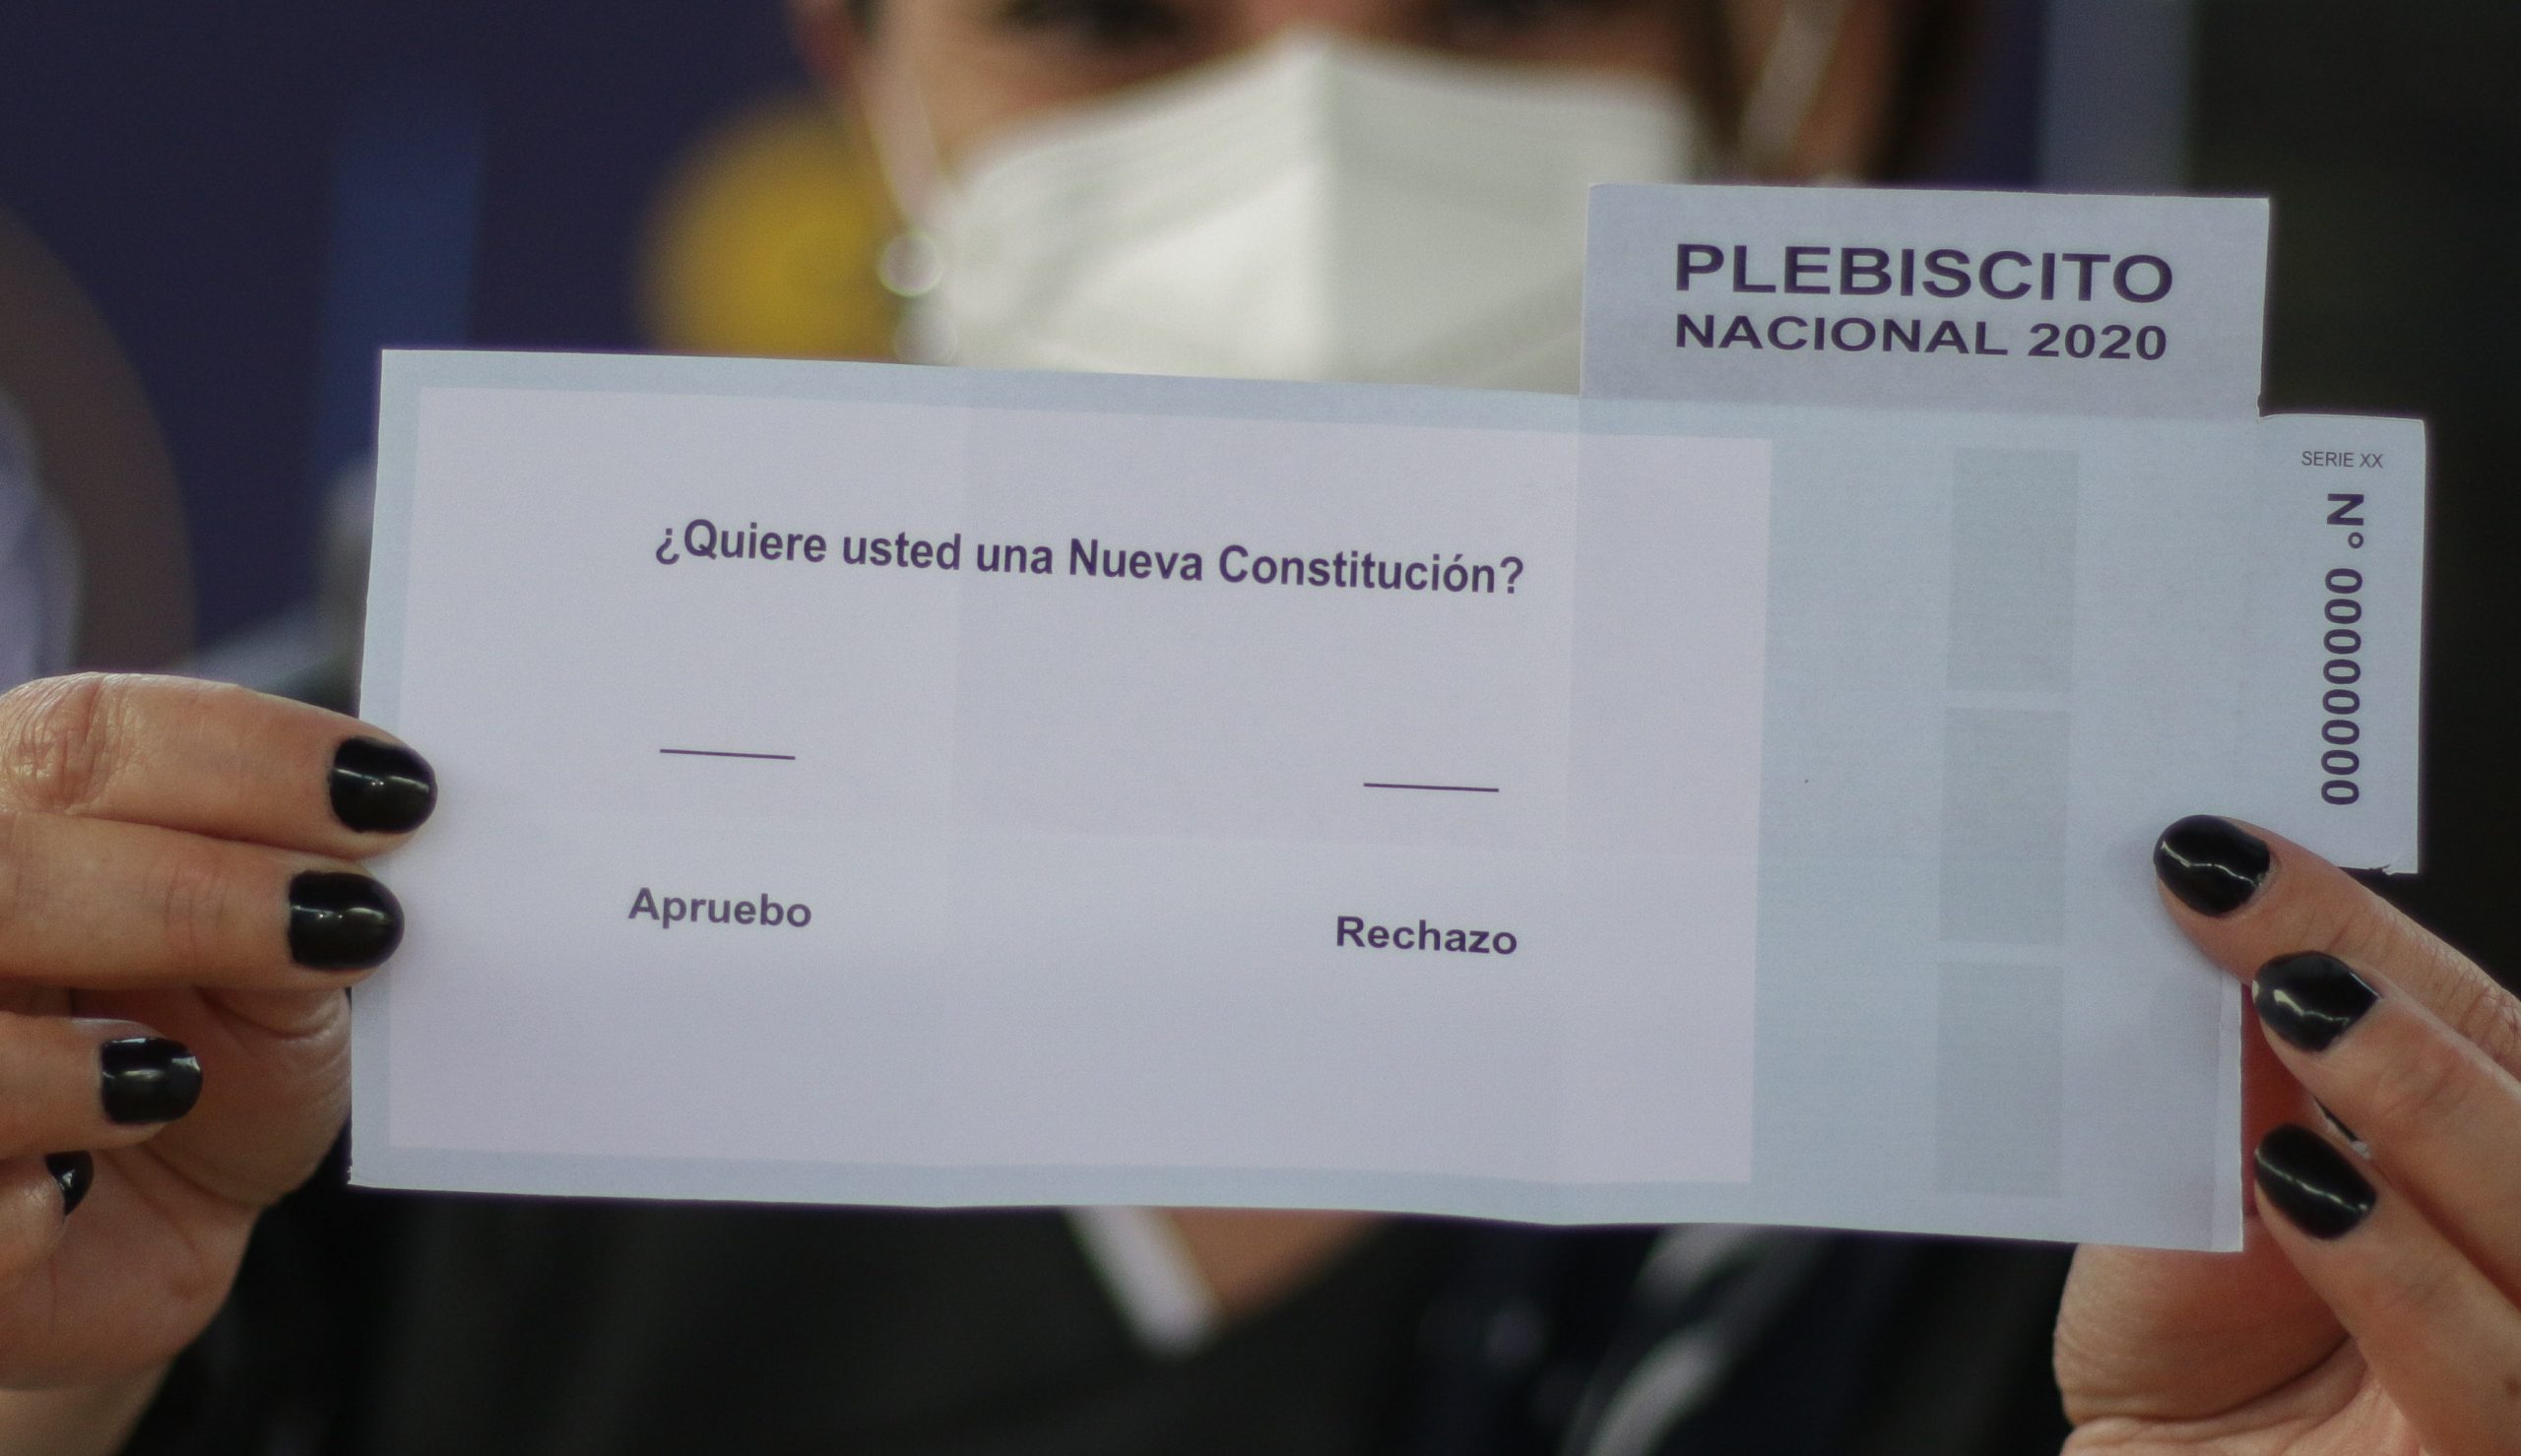 PLEBISCITO
NACIONAL 2020
SERIE XX
N° 00000000
¿Quiere usted una Nueva Constitución?
Apruebo
Rechazo